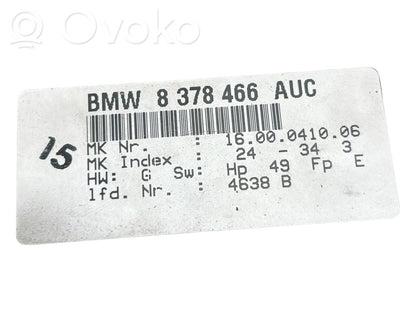 Ovoko
BMW 8 378 466 AUC
15
MK Nr. : 16.00.0410.06
MK Index : 24 - 34 3
HW: G Sw: Hp 49 Fp E
lfd. Nr. : 4638 B